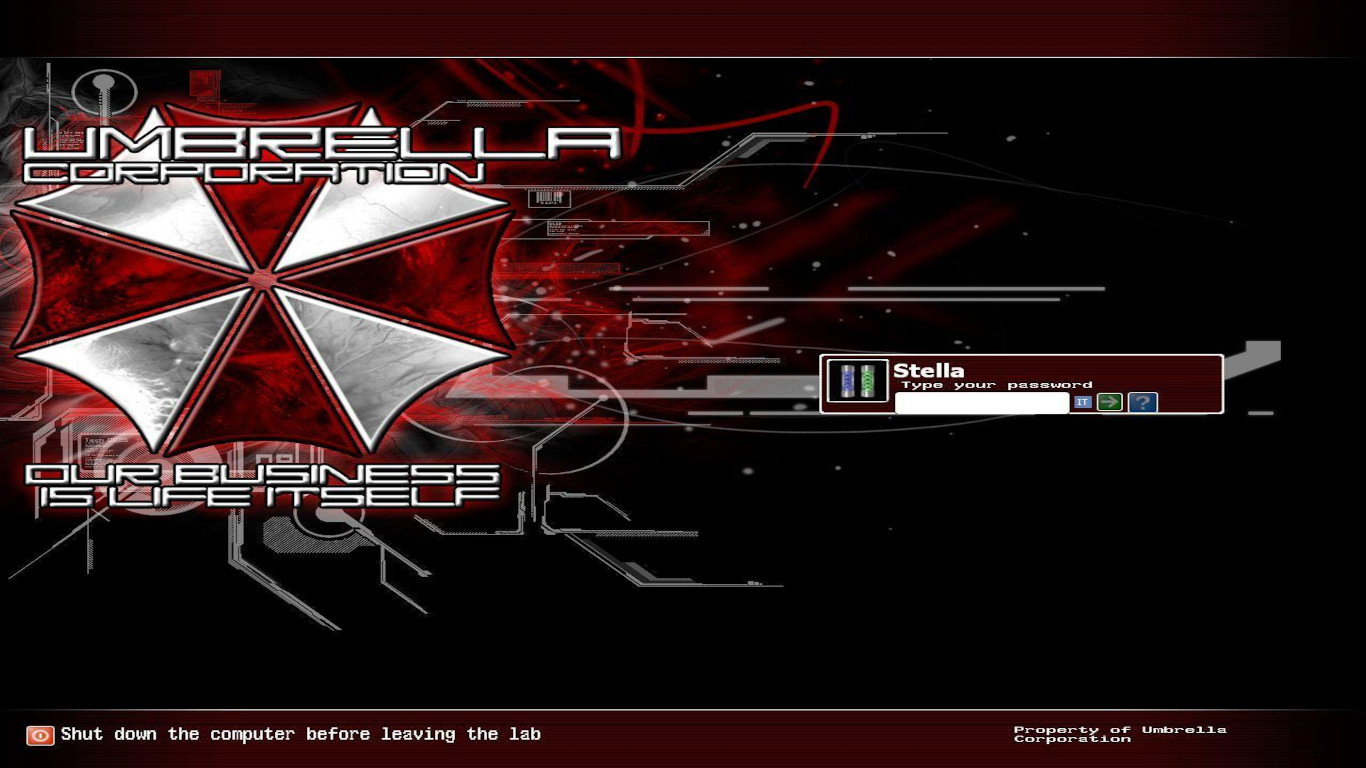 UMBRELLA
CORPORATION
Stella
Type your password
IT
?
OUR BUSINESS
IS LIFE ITSELF
Shut down the computer before leaving the lab
Property of Umbrella
Corporation